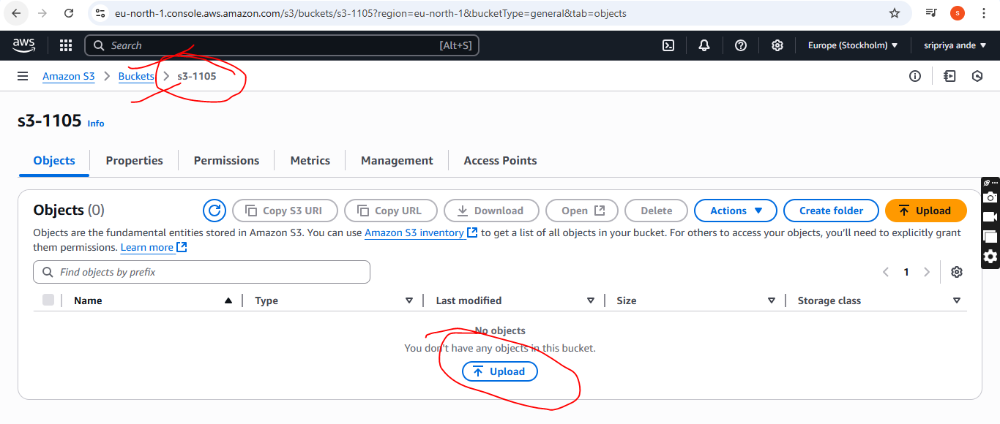 eu-north-1.console.aws.amazon.com/s3/buckets/s3-1105?region=eu-north-1&bucketType=general&tab=objects
s
aws
Search [Alt+S]
Europe (Stockholm)
sripriya ande
Amazon S3 > Buckets > s3-1105
s3-1105 Info
Objects Properties Permissions Metrics Management Access Points
Objects (0)
Copy S3 URI Copy URL Download Open Delete Actions Create folder Upload
Objects are the fundamental entities stored in Amazon S3. You can use Amazon S3 inventory to get a list of all objects in your bucket. For others to access your objects, you’ll need to explicitly grant
them permissions. Learn more
Find objects by prefix
1
Name Type Last modified Size Storage class
No objects
You don't have any objects in this bucket.
Upload